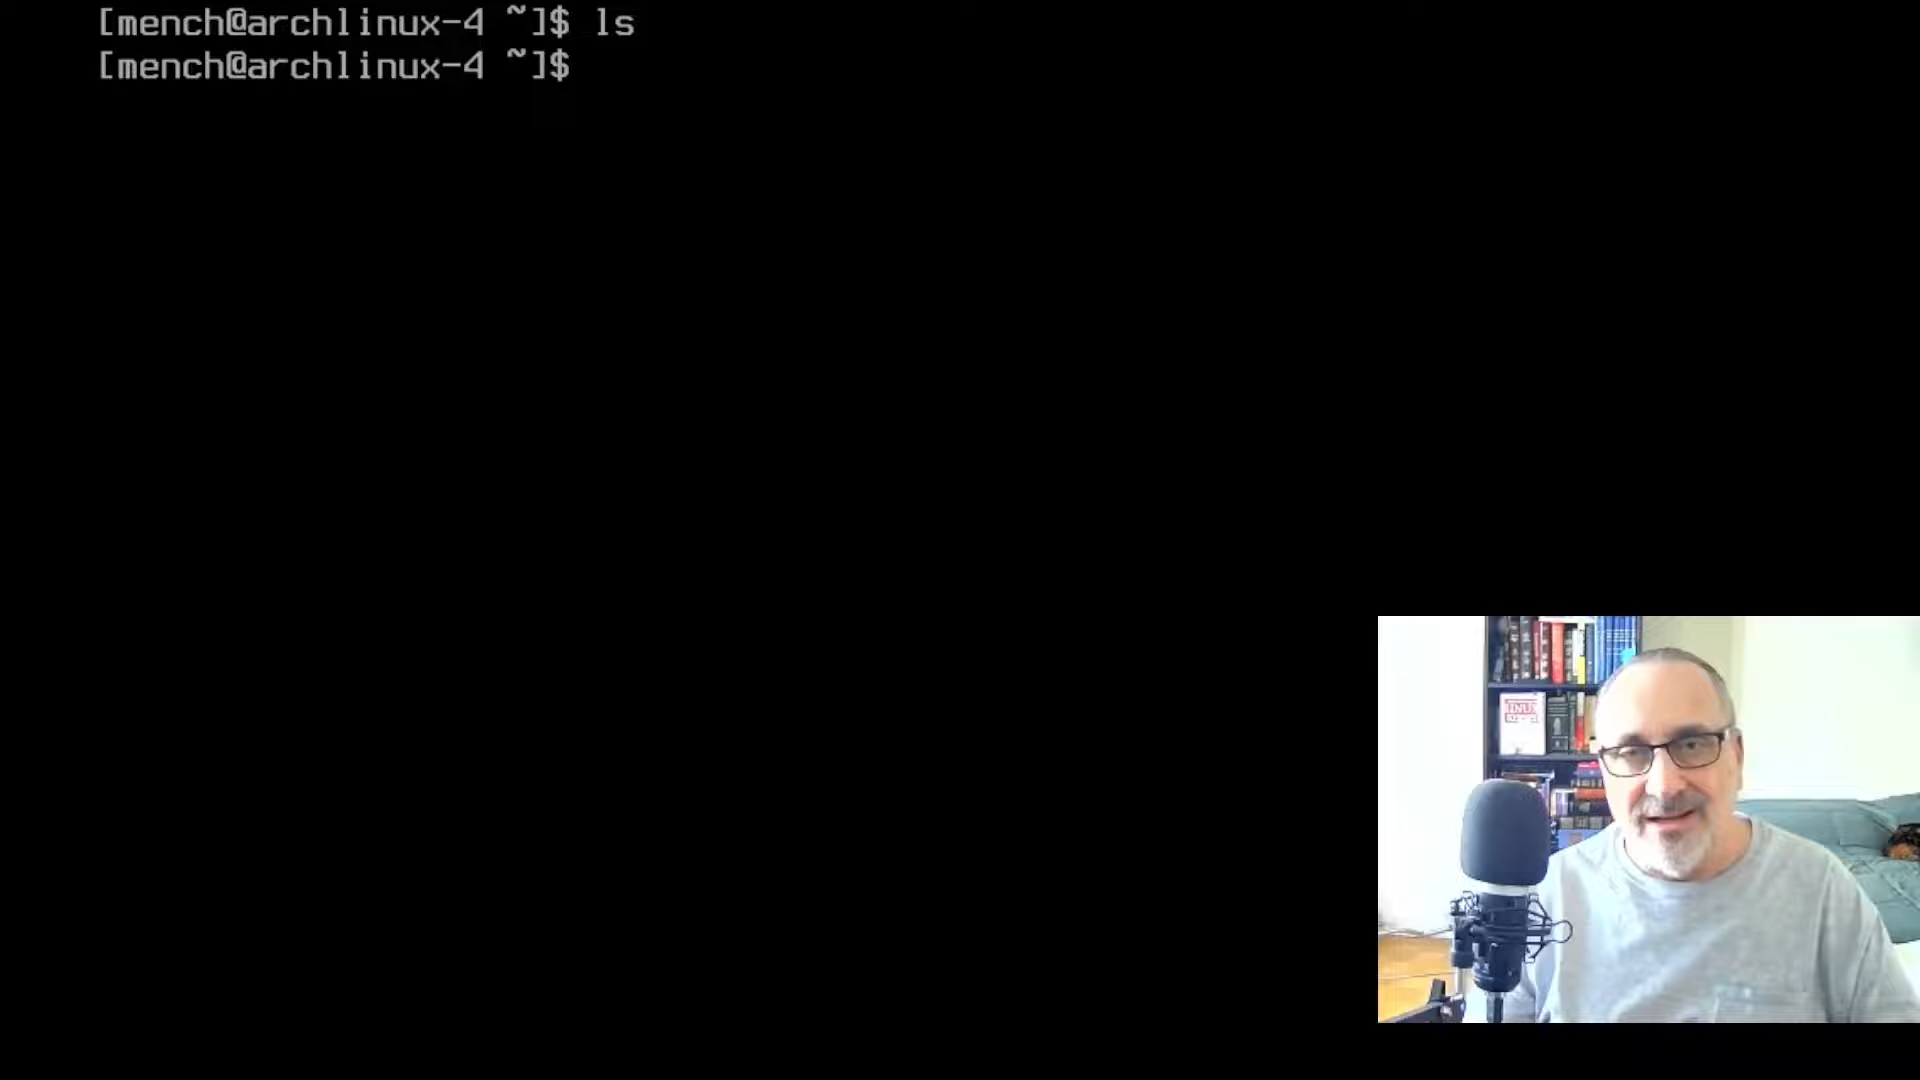 [mench@archlinux-4 ~]$ ls
[mench@archlinux-4 ~]$